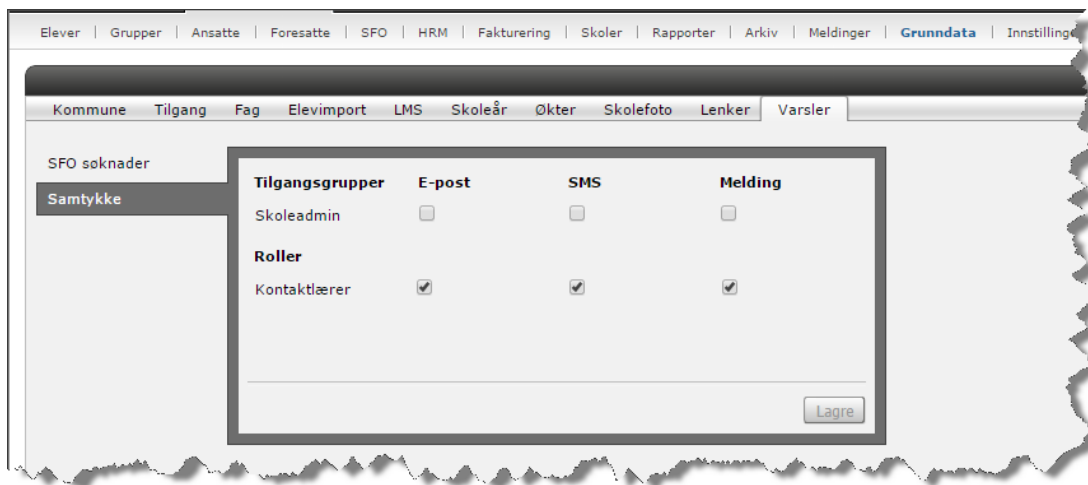 Elever | Grupper | Ansatte | Foresatte | SFO | HRM | Fakturering | Skoler | Rapporter | Arkiv | Meldinger | Grunndata |
Kommune Tilgang Fag Elevimport LMS Skoleår Økter Skolefoto Lenker Varsler
SFO søknader
Samtykke
Tilgangsgrupper E-post SMS Melding
Skoleadmin
Roller
Kontaktlærer
Lagre